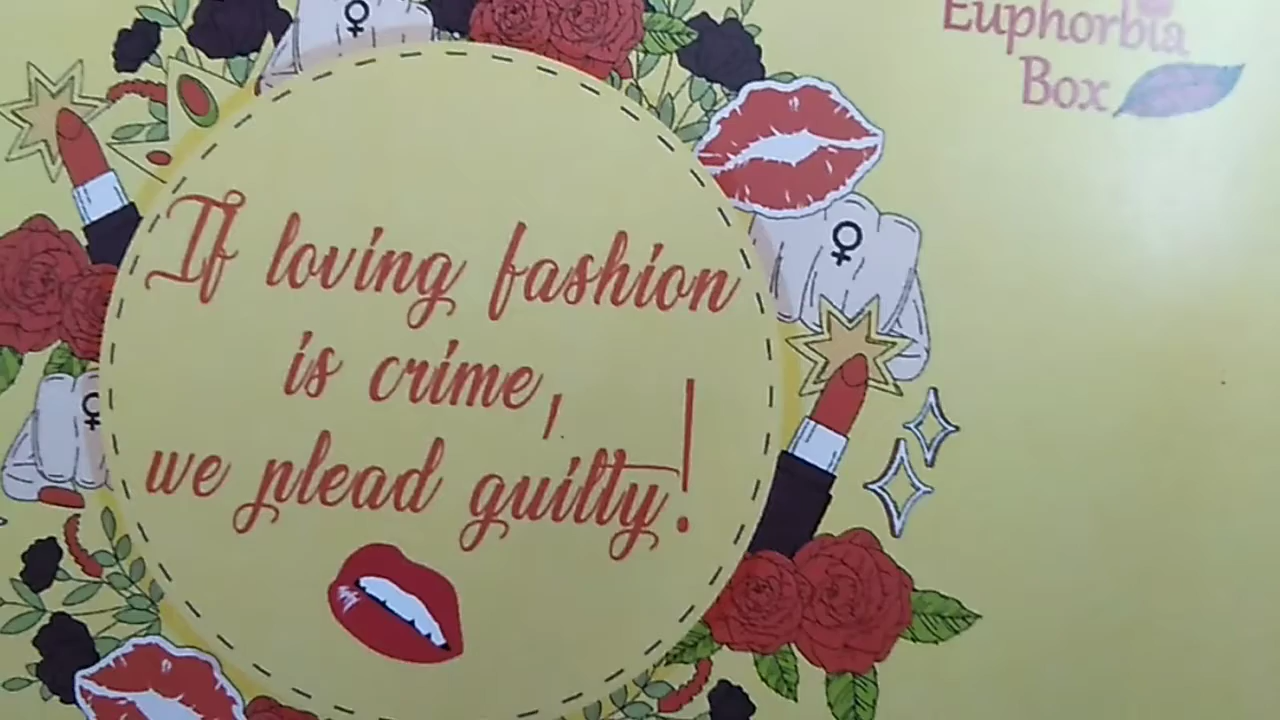 Euphorbia
Box
If loving fashion
is crime,
we plead guilty!